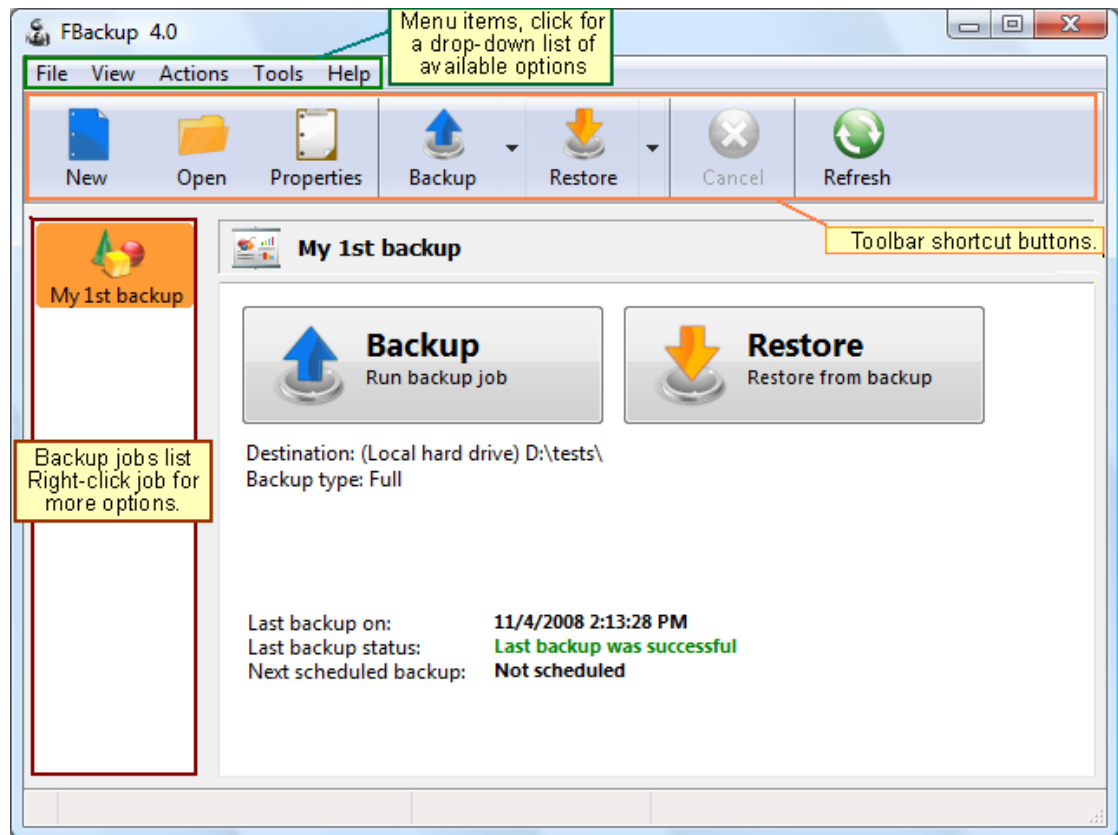 FBackup 4.0
Menu items, click for
a drop-down list of
available options
File View Actions Tools Help
New Open Properties Backup Restore Cancel Refresh
Toolbar shortcut buttons.
My 1st backup
My 1st backup
Backup
Run backup job
Restore
Restore from backup
Backup jobs list
Right-click job for
more options.
Destination: (Local hard drive) D:\tests\
Backup type: Full
Last backup on: 11/4/2008 2:13:28 PM
Last backup status: Last backup was successful
Next scheduled backup: Not scheduled